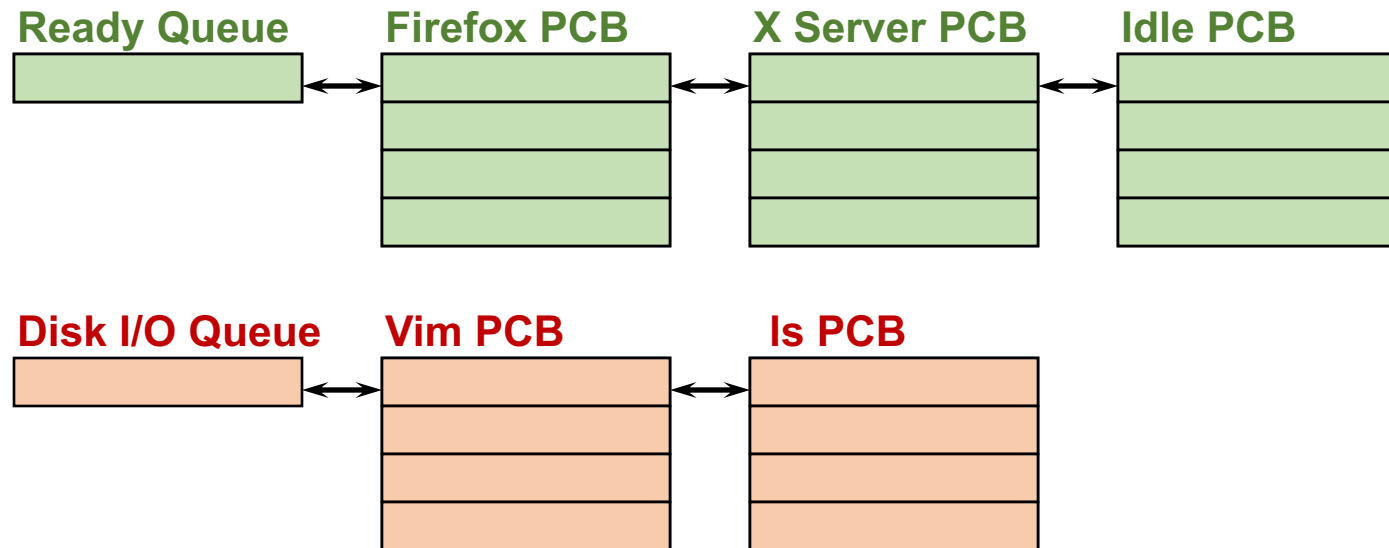 Ready Queue Firefox PCB X Server PCB Idle PCB
Disk I/O Queue Vim PCB ls PCB